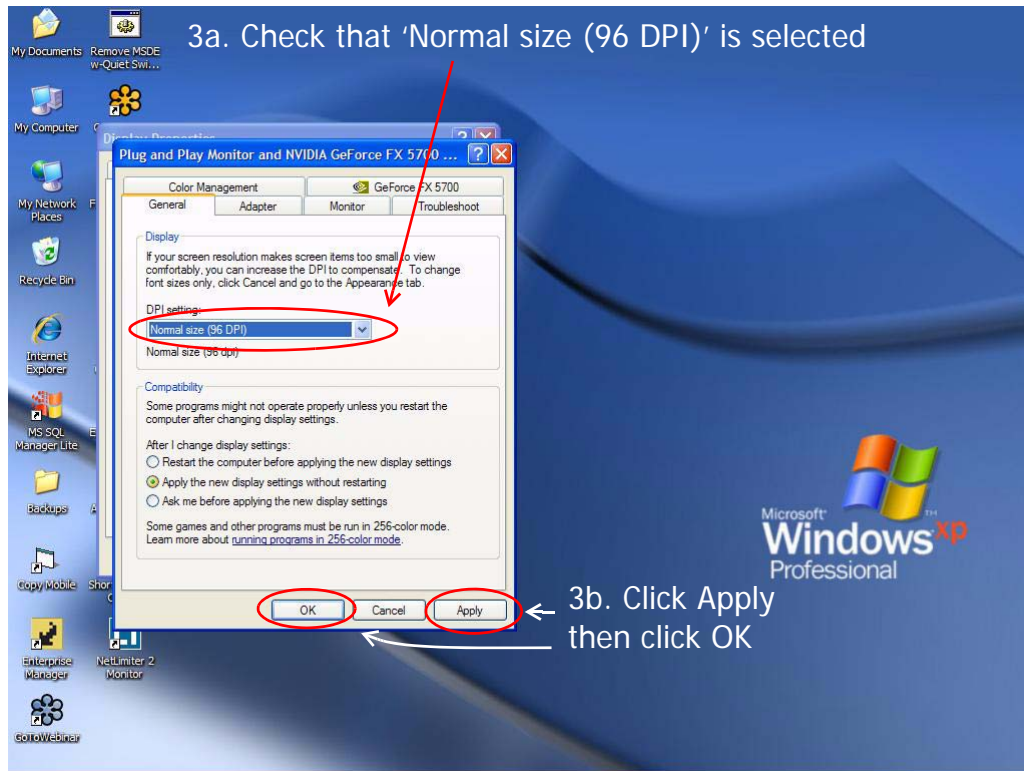 3a. Check that ‘Normal size (96 DPI)’ is selected
My Documents
Remove MSDE
w-Quiet Swi...
My Computer
Display Properties
Plug and Play Monitor and NVIDIA GeForce FX 5700 ...
Color Management
GeForce FX 5700
General
Adapter
Monitor
Troubleshoot
My Network
Places
F
Display
If your screen resolution makes screen items too small to view
comfortably, you can increase the DPI to compensate. To change
font sizes only, click Cancel and go to the Appearance tab.
Recycle Bin
DPI setting:
Normal size (96 DPI)
Normal size (96 dpi)
Internet
Explorer
Compatibility
Some programs might not operate properly unless you restart the
computer after changing display settings.
MS SQL
Manager Lite
E
After I change display settings:
Restart the computer before applying the new display settings
Apply the new display settings without restarting
Ask me before applying the new display settings
Backups
A
Some games and other programs must be run in 256-color mode.
Learn more about running programs in 256-color mode.
Microsoft
Windows xp
Professional
Copy Mobile
Shor
OK
Cancel
Apply
3b. Click Apply
then click OK
Enterprise
Manager
NetLimiter 2
Monitor
GoToWebinar